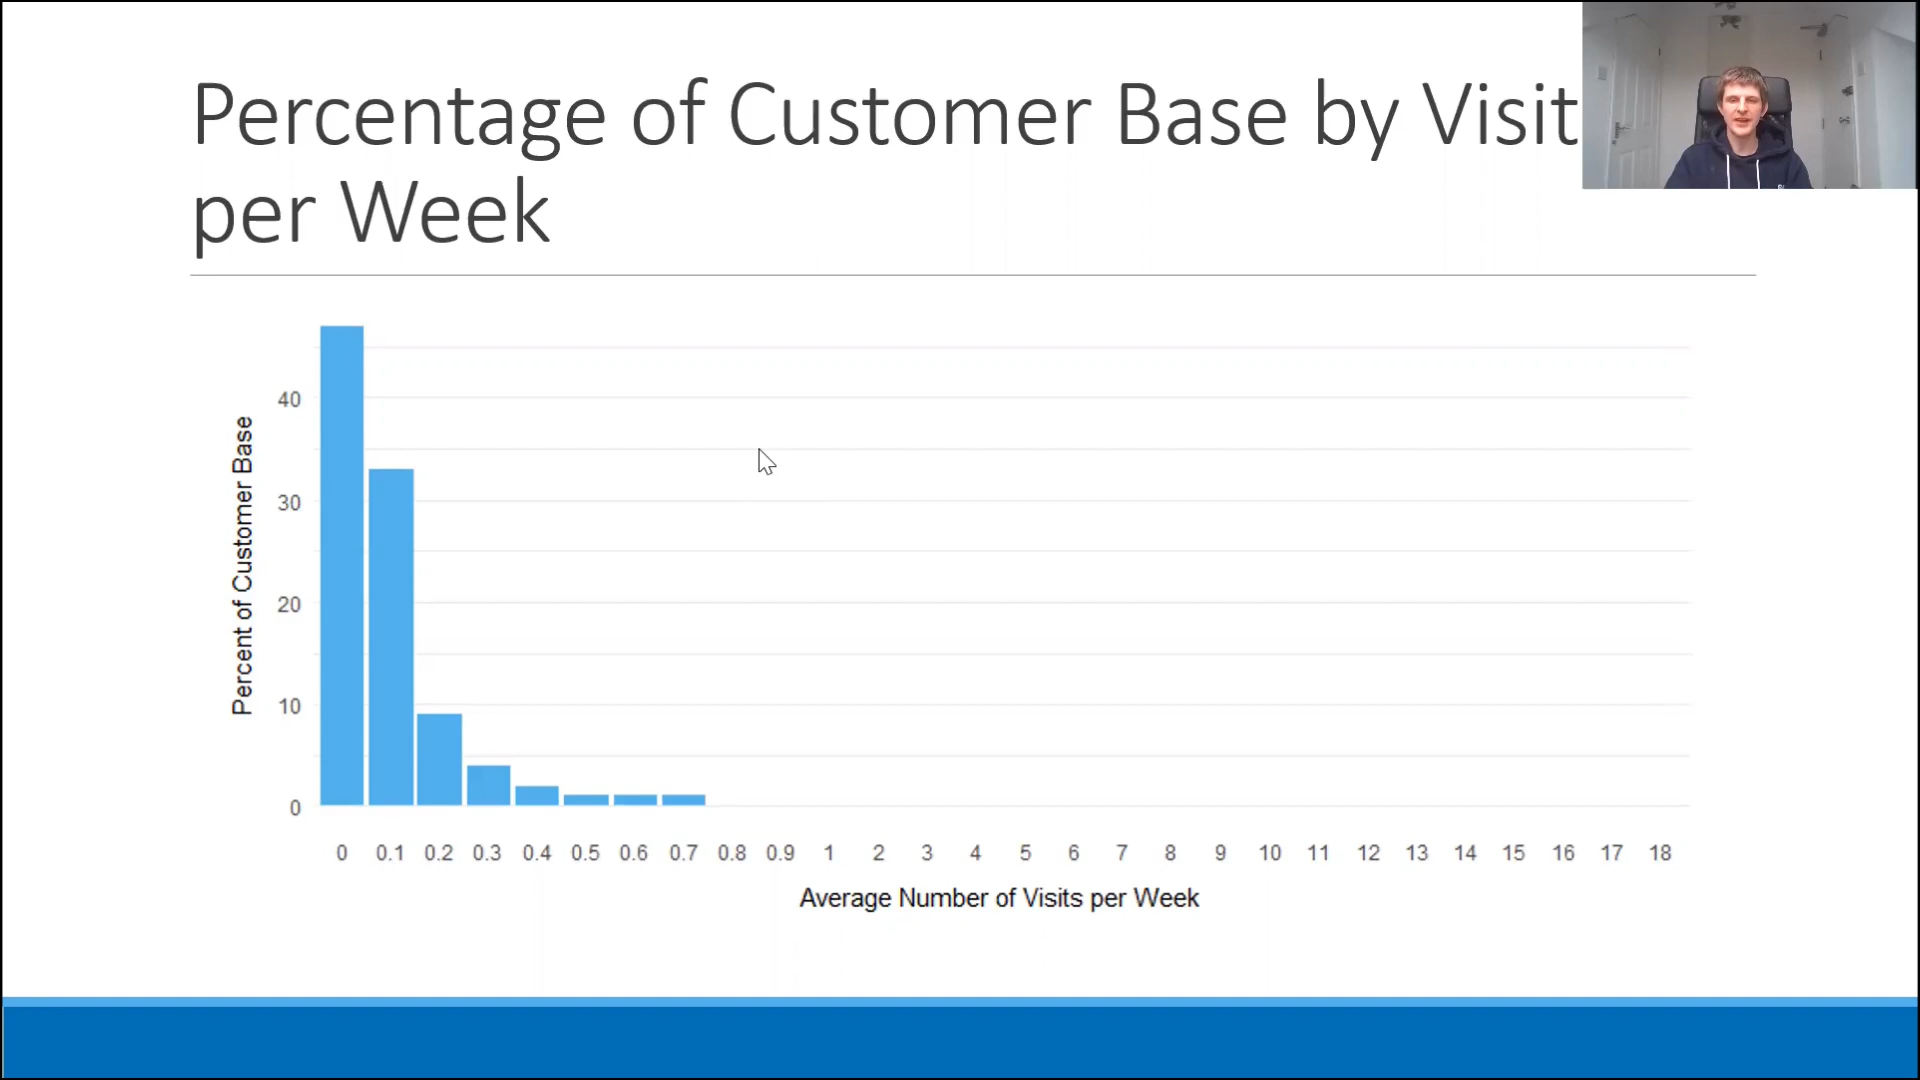 Percentage of Customer Base by Visit
per Week
40
30
20
10
0
Percent of Customer Base
0 0.1 0.2 0.3 0.4 0.5 0.6 0.7 0.8 0.9 1 2 3 4 5 6 7 8 9 10 11 12 13 14 15 16 17 18
Average Number of Visits per Week